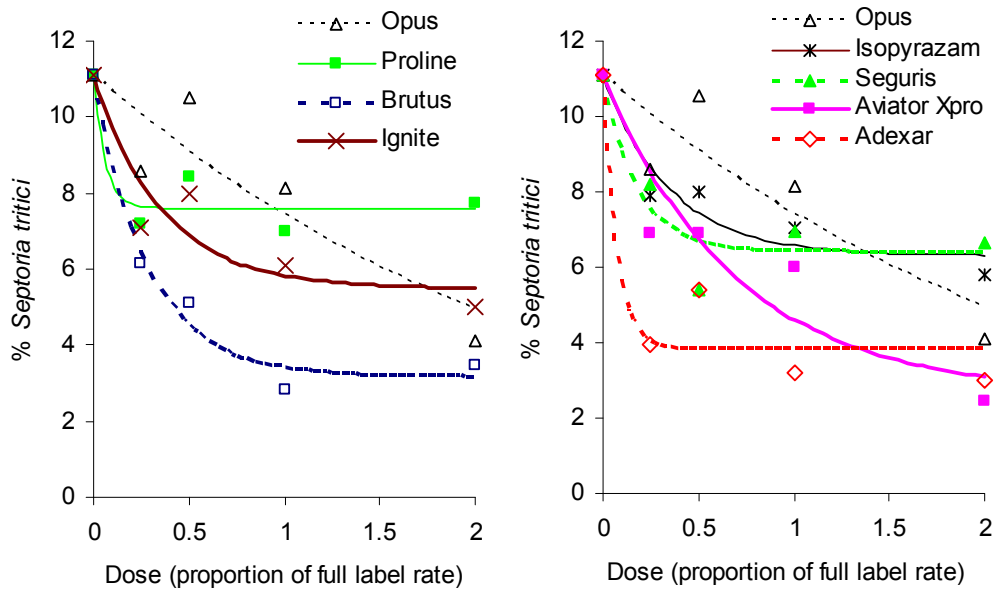 Opus
Proline
Brutus
Ignite
12
10
8
6
4
2
0
% Septoria tritici
0
0.5
1
1.5
2
Dose (proportion of full label rate)
Opus
Isopyrazam
Seguris
Aviator Xpro
Adexar
12
10
8
6
4
2
0
% Septoria tritici
0
0.5
1
1.5
2
Dose (proportion of full label rate)